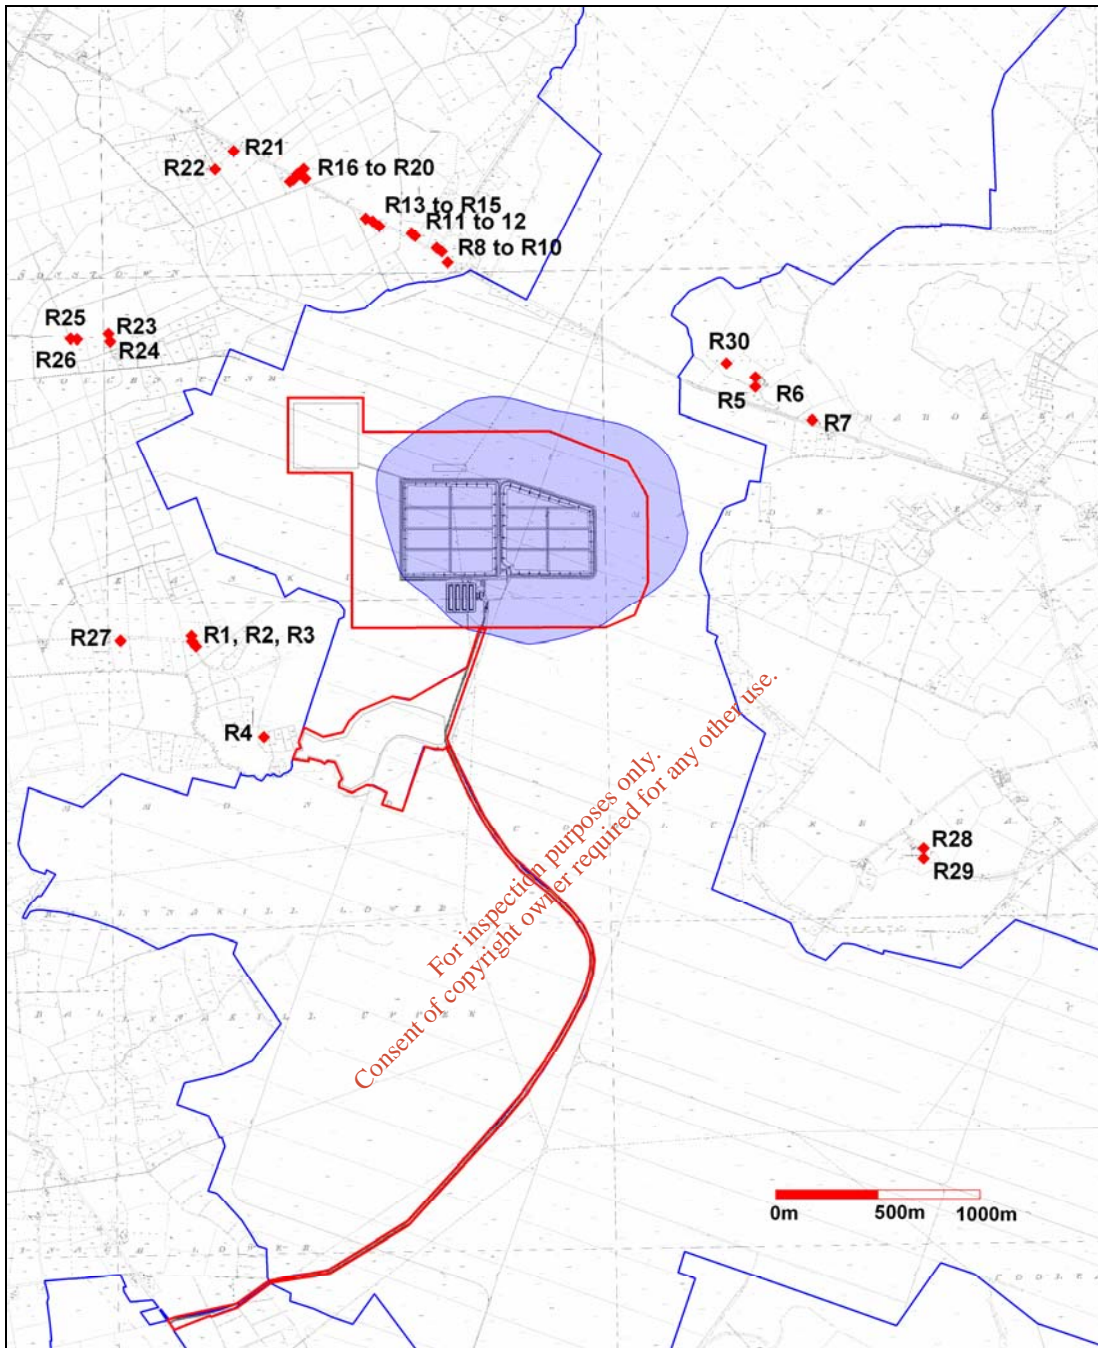 R21
R22
R16 to R20
R13 to R15
R11 to 12
R8 to R10
R25
R23
R26
R24
R30
R6
R5
R7
R27
R1, R2, R3
R4
R28
R29
For inspection purposes only.
Consent of copyright owner required for any other use.
0m
500m
1000m